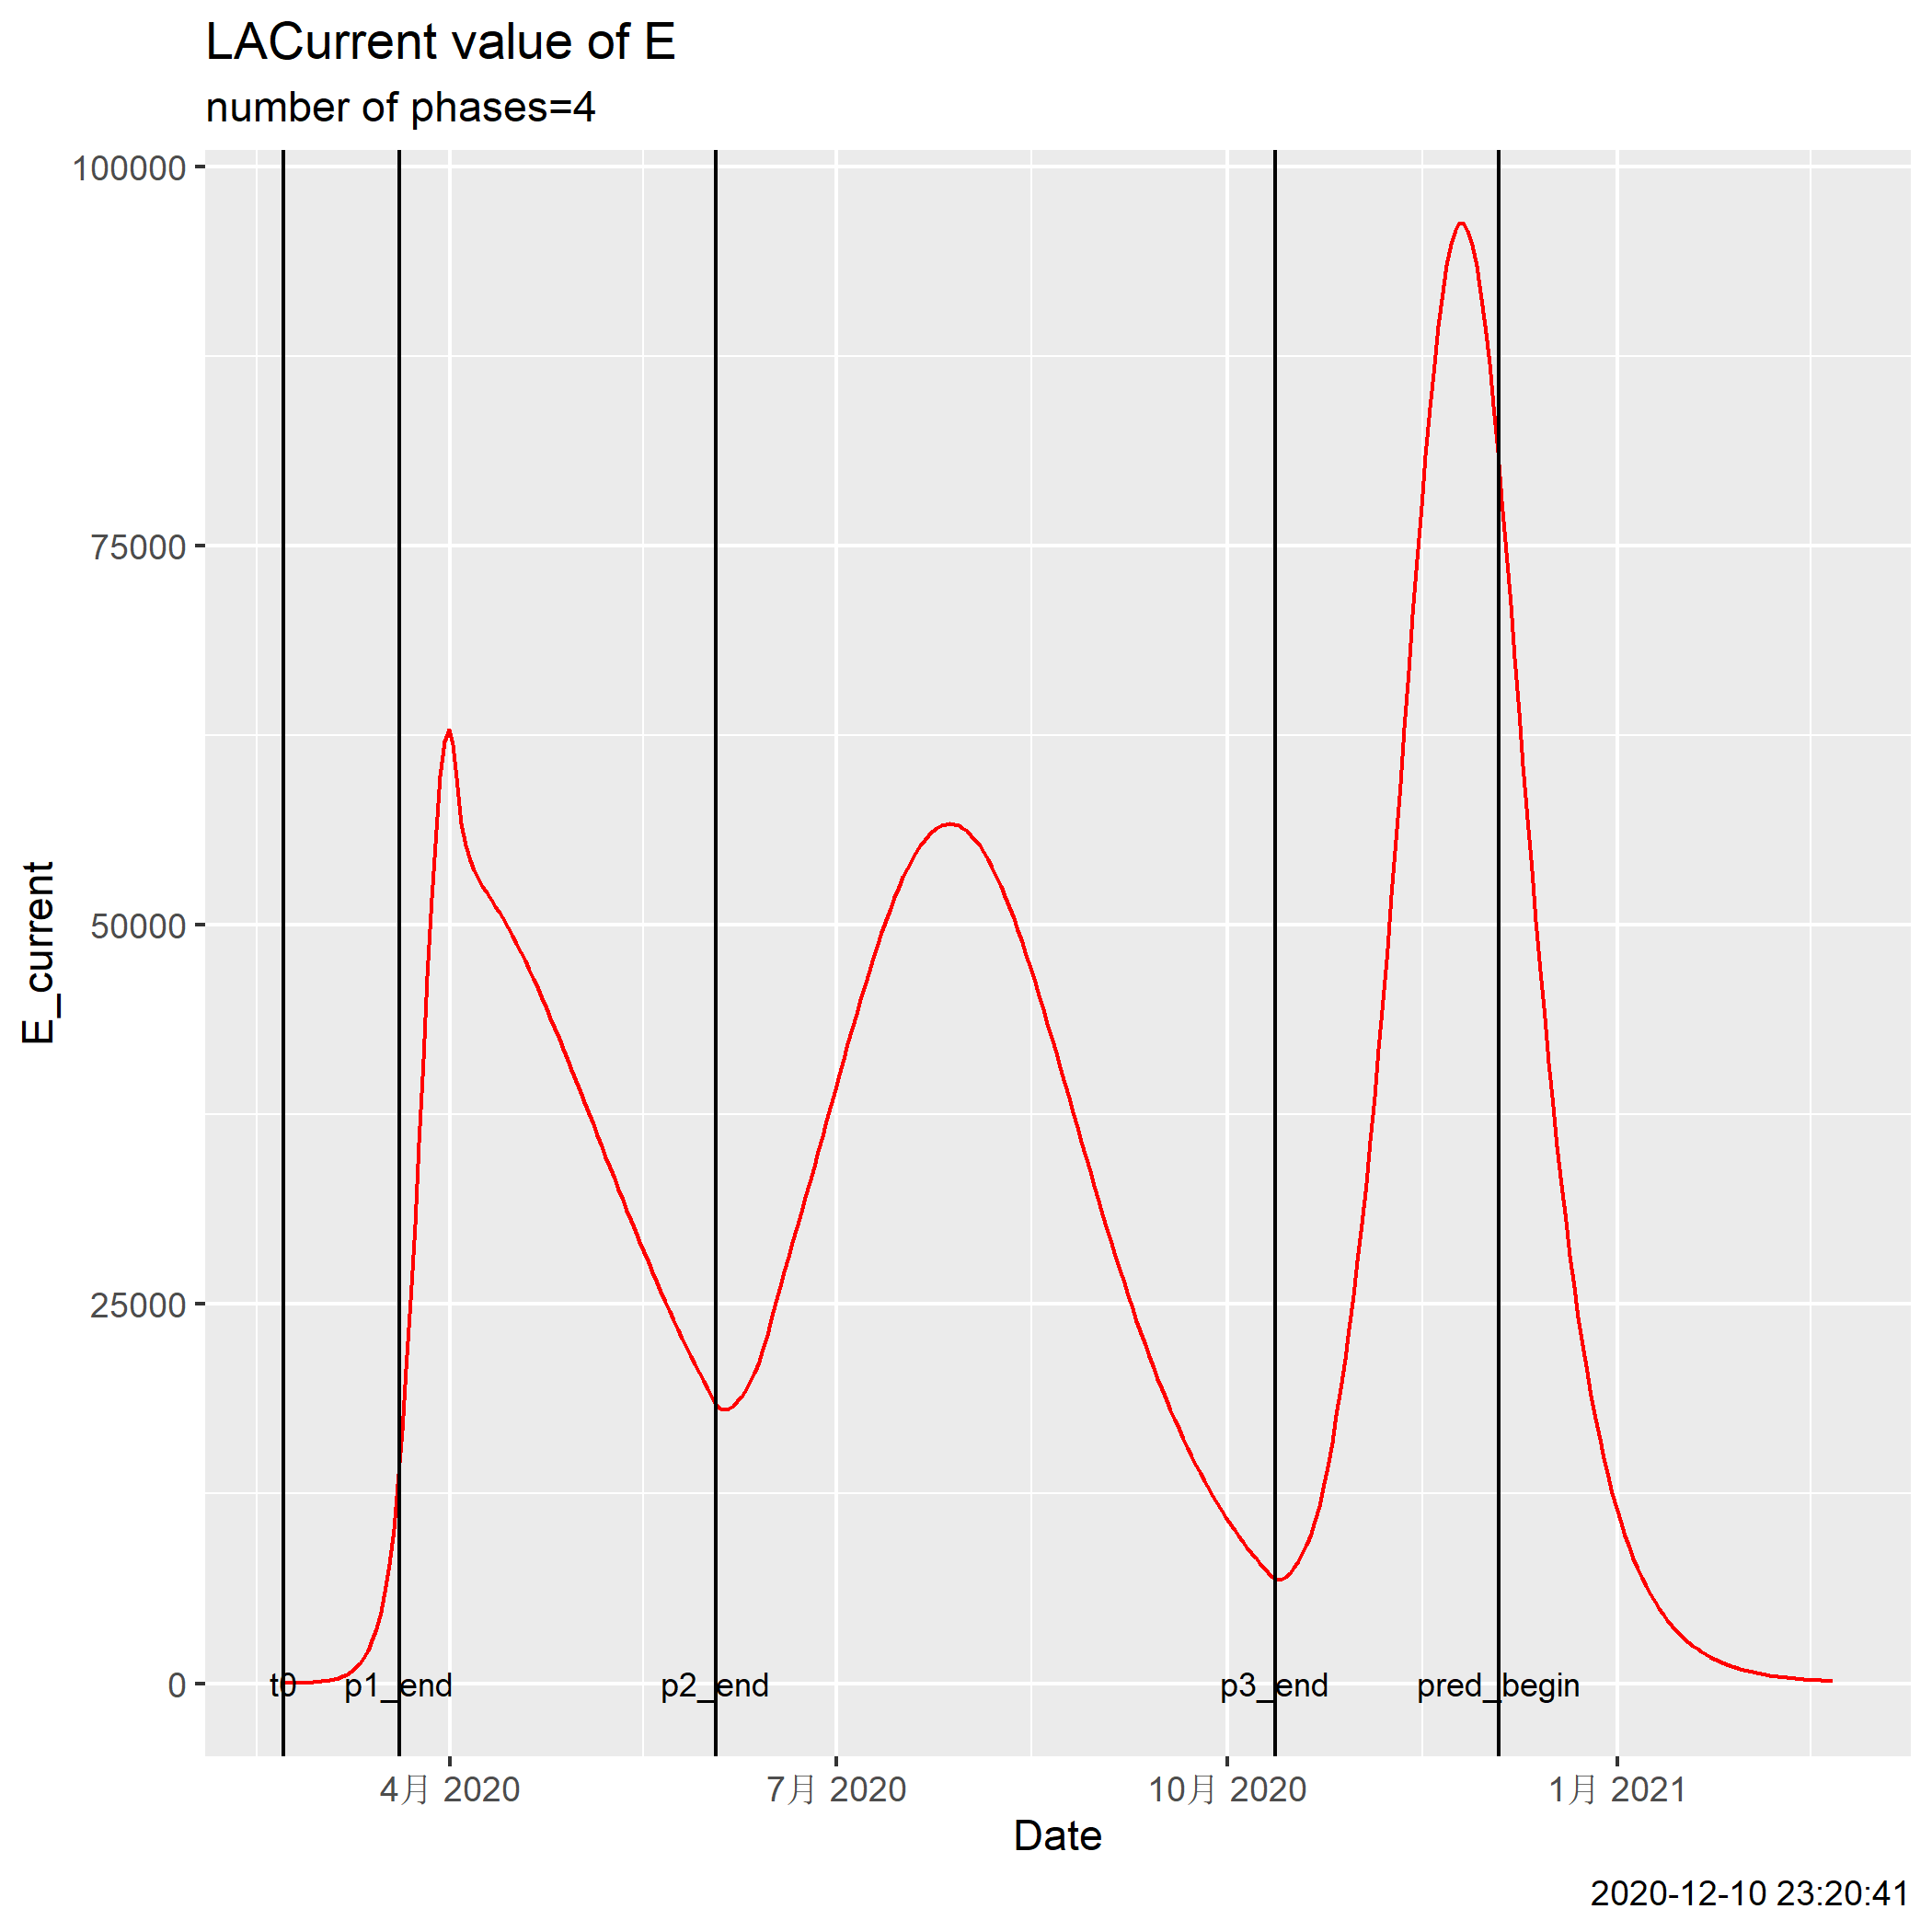 LACurrent value of E
number of phases=4
100000
75000
50000
25000
0
E_current
t0 p1_end p2_end p3_end pred_begin
4月 2020 7月 2020 10月 2020 1月 2021
Date
2020-12-10 23:20:41